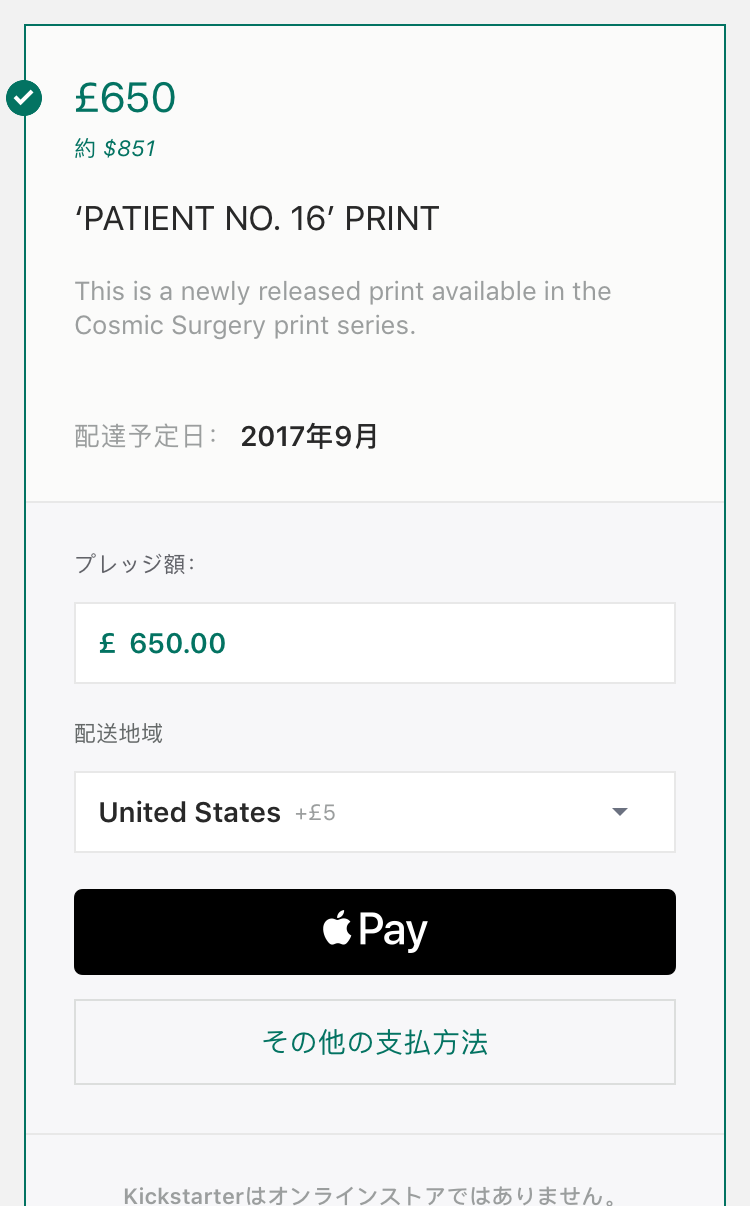 £650
約 $851
‘PATIENT NO. 16’ PRINT
This is a newly released print available in the
Cosmic Surgery print series.
配達予定日： 2017年9月
プレッジ額：
£ 650.00
配送地域
United States +£5
Pay
その他の支払方法
Kickstarterはオンラインストアではありません。